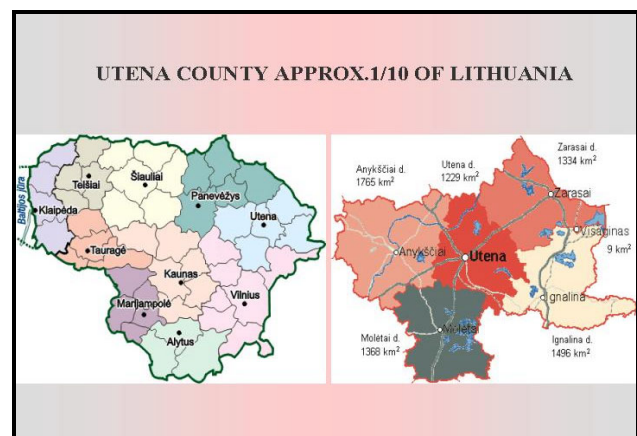 UTENA COUNTY APPROX.1/10 OF LITHUANIA
Baltijos jūra
Klaipėda
Telšiai
Šiauliai
Panevėžys
Utena
Tauragė
Kaunas
Vilnius
Marijampolė
Alytus
Anykščiai d.
1765 km²
Utena d.
1229 km²
Zarasai d.
1334 km²
Zarasai
Visaginas
9 km²
Anykščiai
Utena
Ignalina
Molėtai
Molėtai d.
1368 km²
Ignalina d.
1496 km²